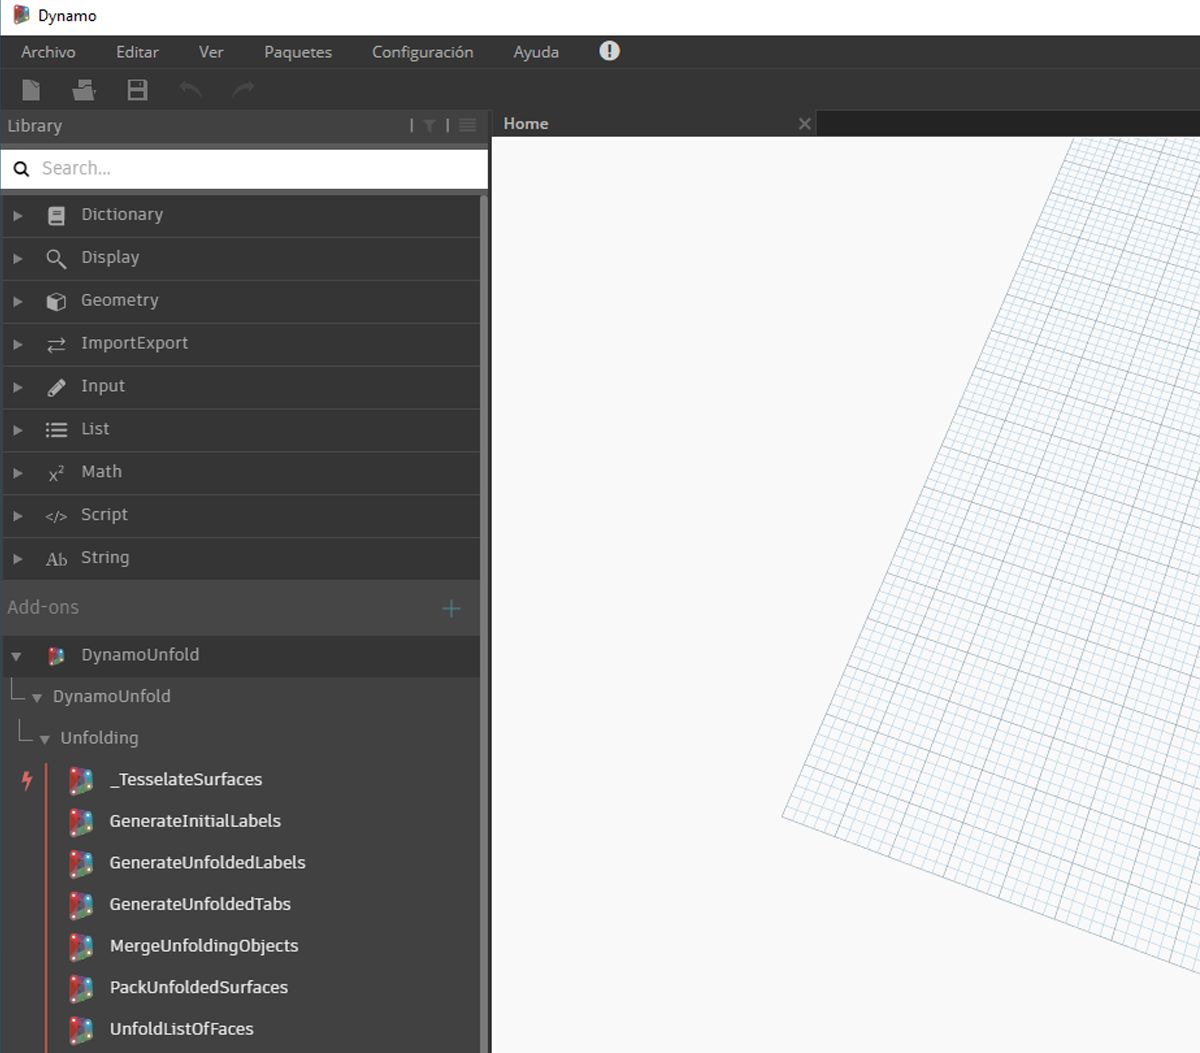 Dynamo
Archivo Editar Ver Paquetes Configuración Ayuda
Library
Home
Search...
Dictionary
Display
Geometry
ImportExport
Input
List
x² Math
</> Script
Ab String
Add-ons
DynamoUnfold
DynamoUnfold
Unfolding
_TesselateSurfaces
GenerateInitialLabels
GenerateUnfoldedLabels
GenerateUnfoldedTabs
MergeUnfoldingObjects
PackUnfoldedSurfaces
UnfoldListOfFaces